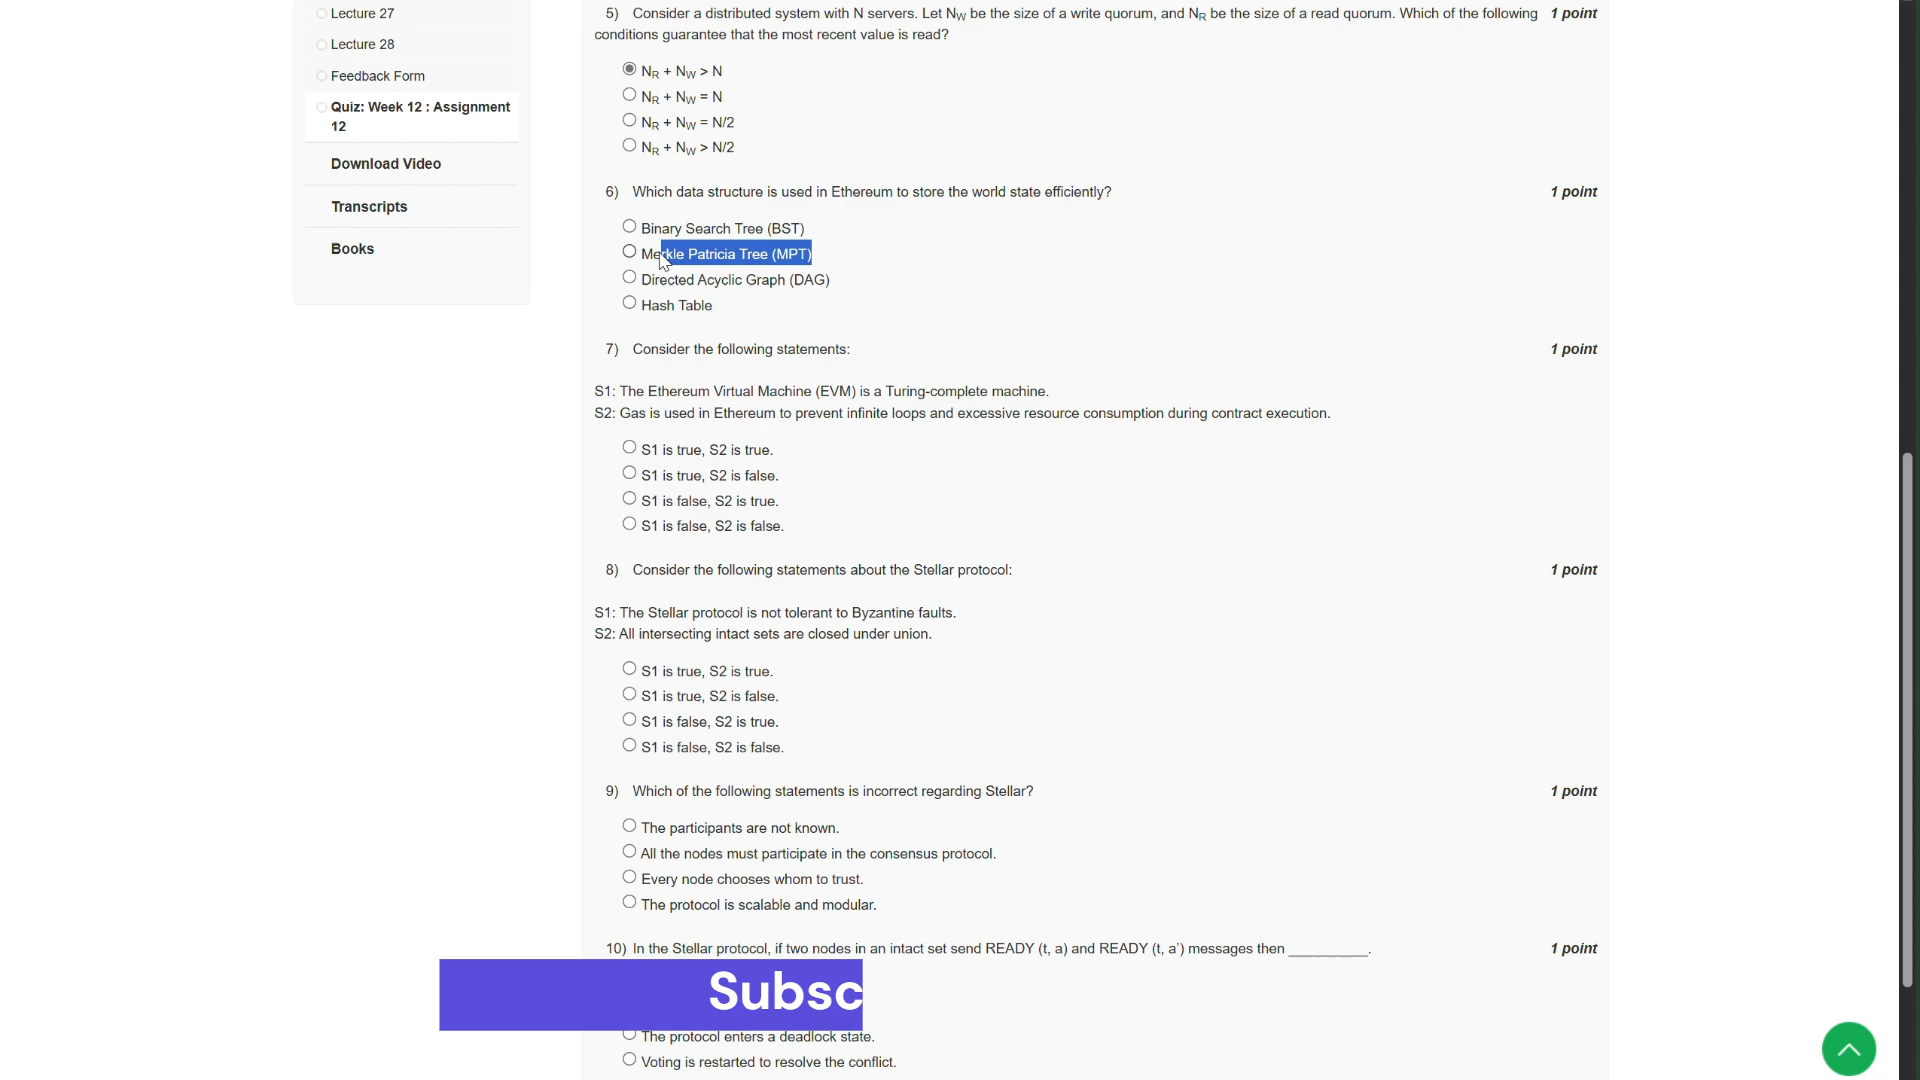 Lecture 27
Lecture 28
Feedback Form
Quiz: Week 12 : Assignment
12
Download Video
Transcripts
Books
5) Consider a distributed system with N servers. Let NW be the size of a write quorum, and NR be the size of a read quorum. Which of the following 1 point
conditions guarantee that the most recent value is read?
NR + NW > N
NR + NW = N
NR + NW = N/2
NR + NW > N/2
6) Which data structure is used in Ethereum to store the world state efficiently? 1 point
Binary Search Tree (BST)
Merkle Patricia Tree (MPT)
Directed Acyclic Graph (DAG)
Hash Table
7) Consider the following statements: 1 point
S1: The Ethereum Virtual Machine (EVM) is a Turing-complete machine.
S2: Gas is used in Ethereum to prevent infinite loops and excessive resource consumption during contract execution.
S1 is true, S2 is true.
S1 is true, S2 is false.
S1 is false, S2 is true.
S1 is false, S2 is false.
8) Consider the following statements about the Stellar protocol: 1 point
S1: The Stellar protocol is not tolerant to Byzantine faults.
S2: All intersecting intact sets are closed under union.
S1 is true, S2 is true.
S1 is true, S2 is false.
S1 is false, S2 is true.
S1 is false, S2 is false.
9) Which of the following statements is incorrect regarding Stellar? 1 point
The participants are not known.
All the nodes must participate in the consensus protocol.
Every node chooses whom to trust.
The protocol is scalable and modular.
10) In the Stellar protocol, if two nodes in an intact set send READY (t, a) and READY (t, a') messages then __________. 1 point
Subsc
The protocol enters a deadlock state.
Voting is restarted to resolve the conflict.